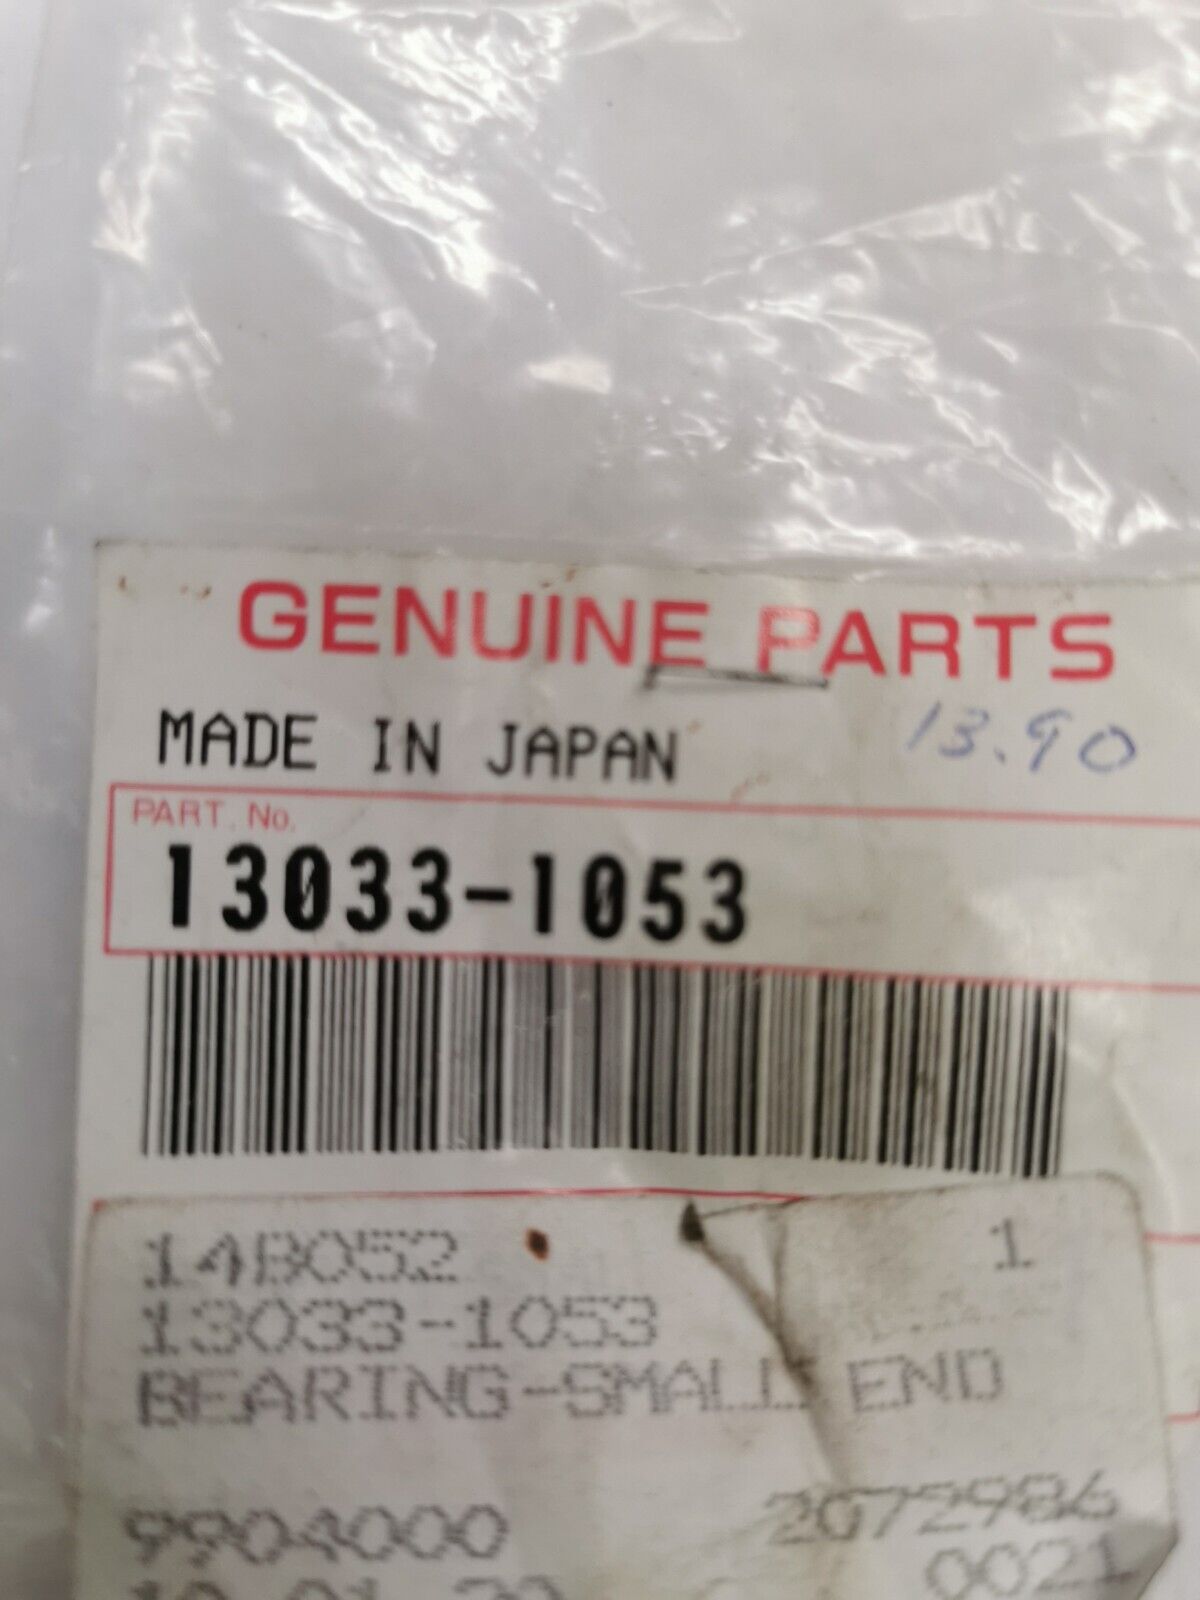 GENUINE PARTS
MADE IN JAPAN
13.90
PART. No.
13033-1053
14B052 1
13033-1053
BEARING-SMALL END
9904000 2072986
0021